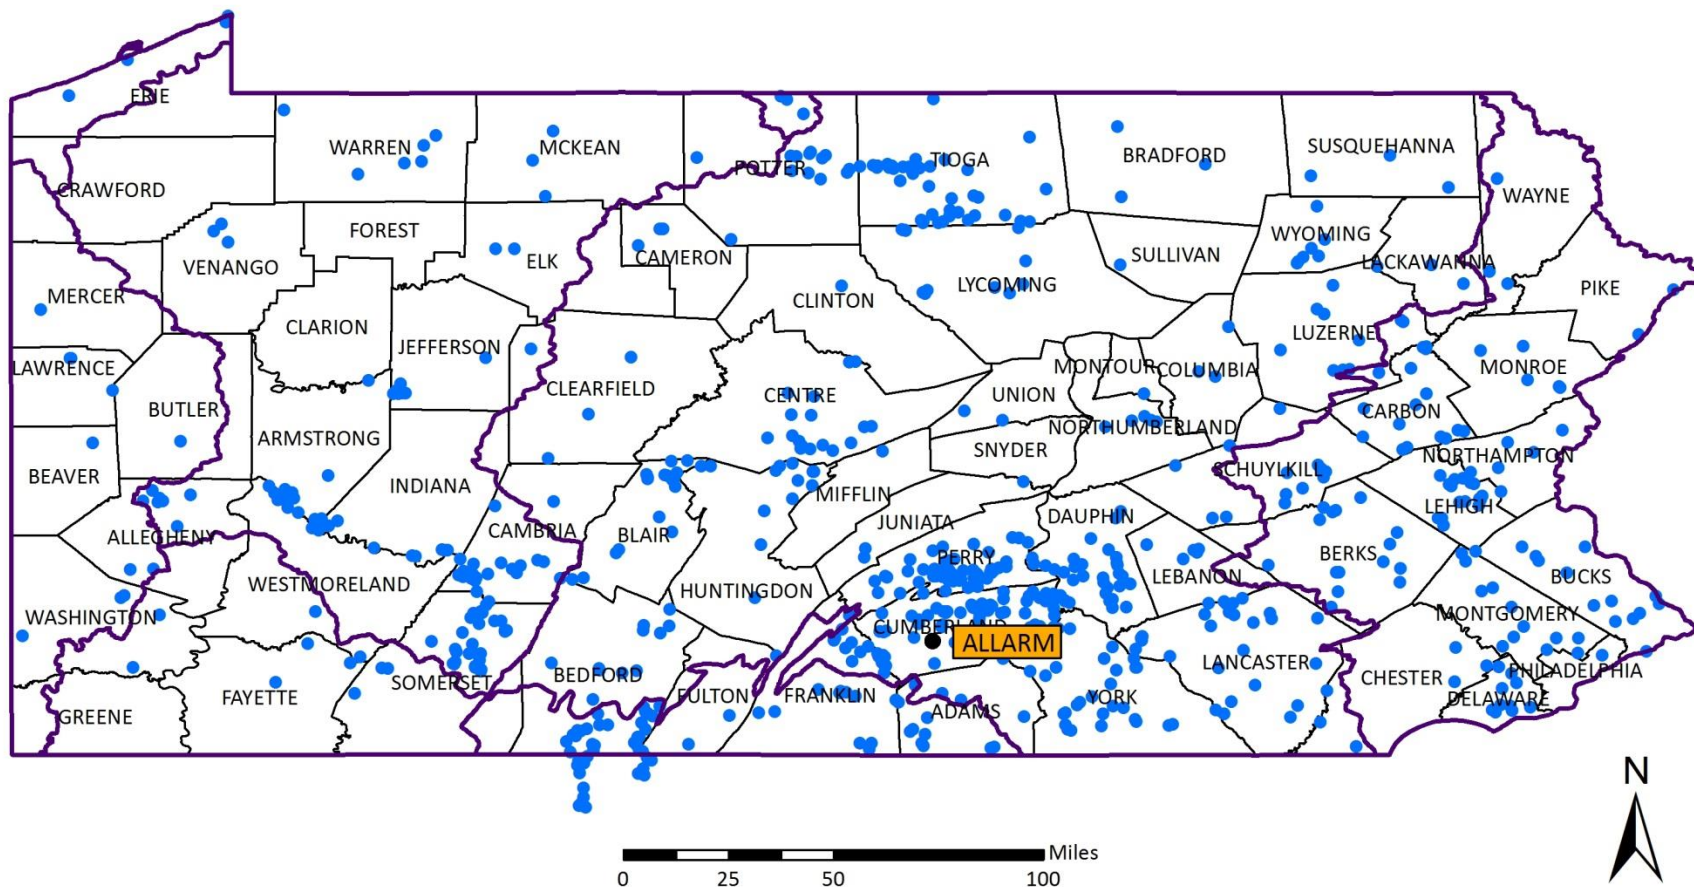 ERIE
CRAWFORD
WARREN
MCKEAN
POTTER
TIOGA
BRADFORD
SUSQUEHANNA
WAYNE
FOREST
VENANGO
ELK
CAMERON
SULLIVAN
WYOMING
LACKAWANNA
PIKE
MERCER
CLARION
JEFFERSON
CLINTON
LYCOMING
LUZERNE
LAWRENCE
BUTLER
CLEARFIELD
CENTRE
UNION
MONTOUR
COLUMBIA
MONROE
CARBON
ARMSTRONG
NORTHUMBERLAND
SNYDER
BEAVER
INDIANA
MIFFLIN
SCHUYLKILL
NORTHAMPTON
LEHIGH
ALLEGHENY
CAMBRIA
BLAIR
JUNIATA
DAUPHIN
PERRY
BERKS
LEBANON
BUCKS
WESTMORELAND
HUNTINGDON
WASHINGTON
CUMBERLAND
MONTGOMERY
ALLARM
LANCASTER
CHESTER
PHILADELPHIA
SOMERSET
BEDFORD
FULTON
FRANKLIN
FAYETTE
GREENE
ADAMS
YORK
DELAWARE
N
Miles
0 25 50 100